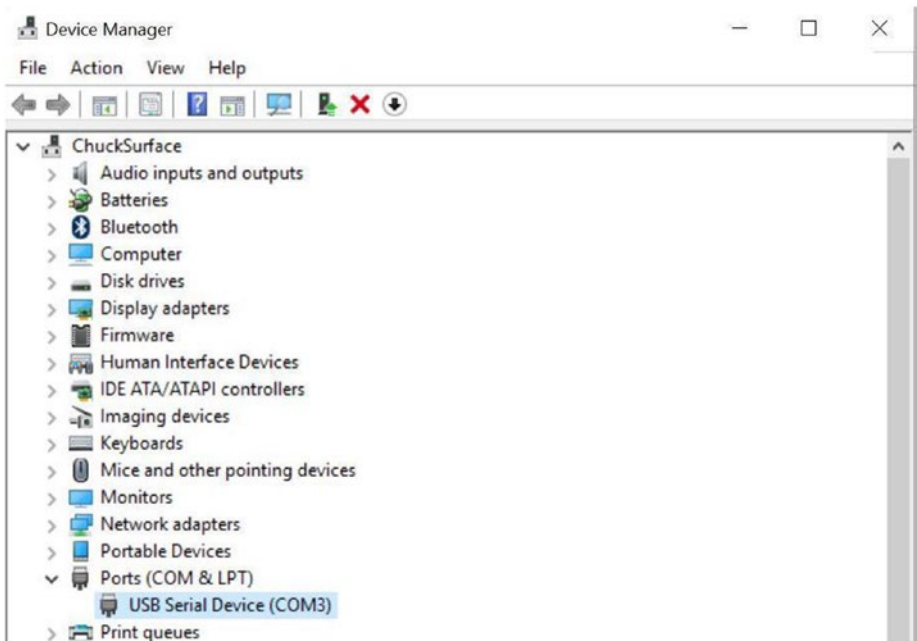 Device Manager
File Action View Help
ChuckSurface
Audio inputs and outputs
Batteries
Bluetooth
Computer
Disk drives
Display adapters
Firmware
Human Interface Devices
IDE ATA/ATAPI controllers
Imaging devices
Keyboards
Mice and other pointing devices
Monitors
Network adapters
Portable Devices
Ports (COM & LPT)
USB Serial Device (COM3)
Print queues